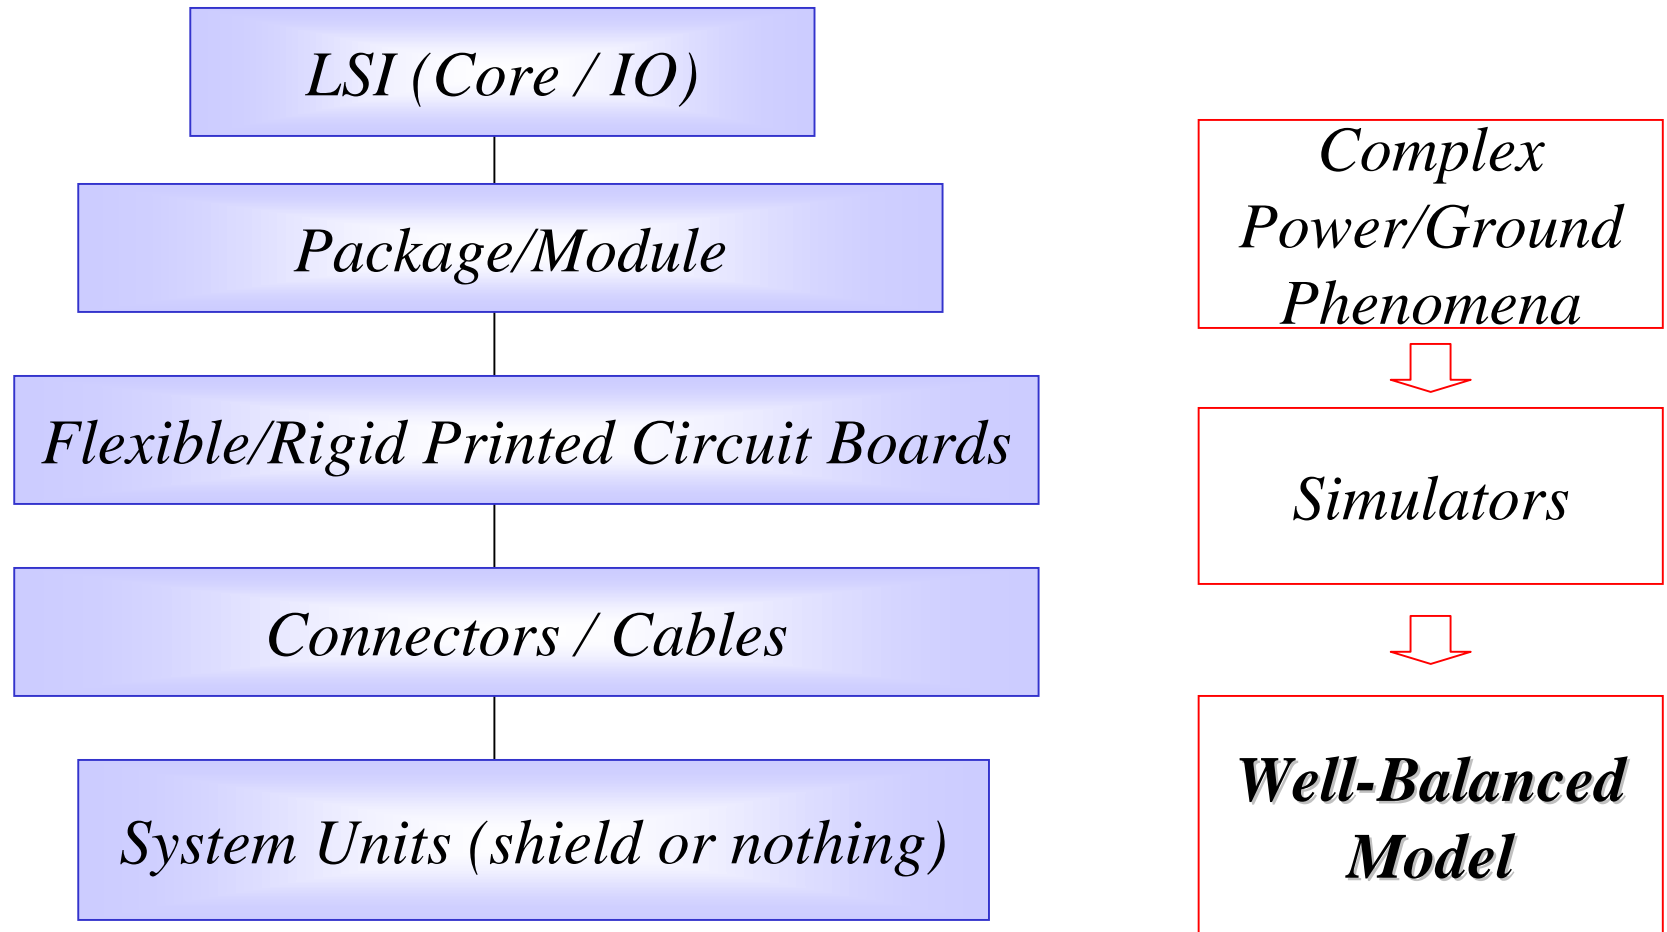 LSI (Core / IO)
Package/Module
Flexible/Rigid Printed Circuit Boards
Connectors / Cables
System Units (shield or nothing)
Complex
Power/Ground
Phenomena
Simulators
Well-Balanced
Model